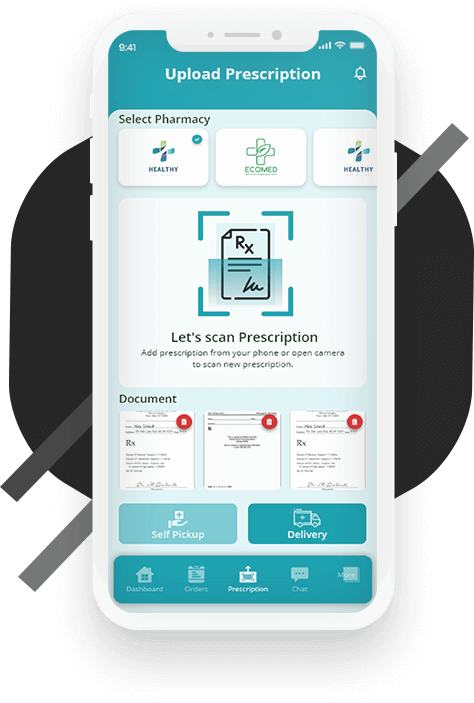 9:41
Upload Prescription
Select Pharmacy
HEALTHY
ECOMED
HEALTHY
Rx
Let's scan Prescription
Add prescription from your phone or open camera
to scan new prescription.
Document
Rx
Rx
Self Pickup
Delivery
Dashboard
Orders
Prescription
Chat
More